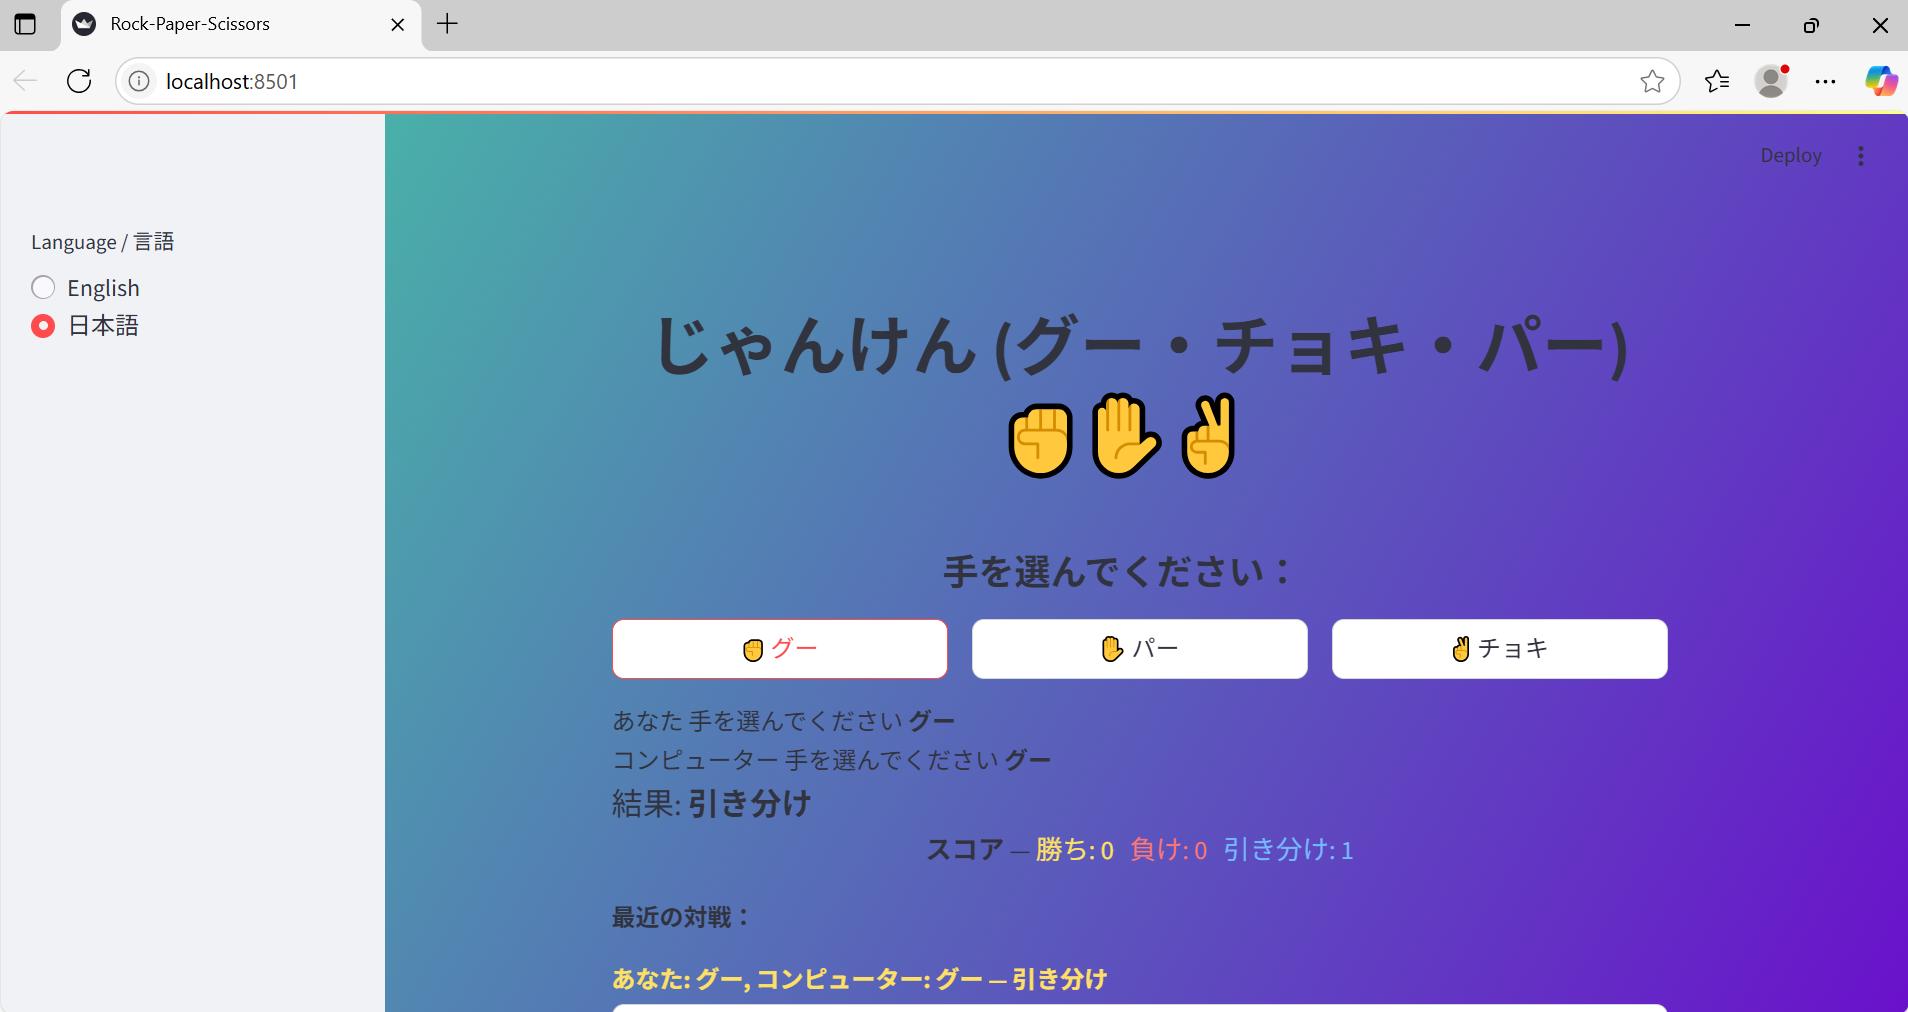 Rock-Paper-Scissors
localhost:8501
Deploy
Language / 言語
English
日本語
じゃんけん (グー・チョキ・パー)
✊✋✌
手を選んでください：
✊ グー
✋ パー
✌ チョキ
あなた 手を選んでください グー
コンピューター 手を選んでください グー
結果: 引き分け
スコア — 勝ち: 0 負け: 0 引き分け: 1
最近の対戦：
あなた: グー, コンピューター: グー — 引き分け